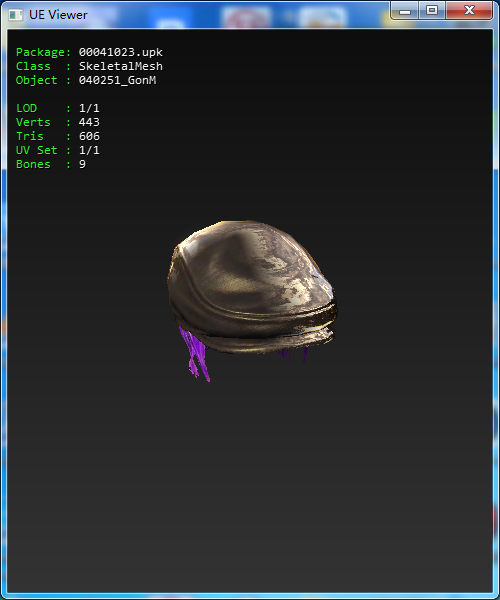 UE Viewer
Package: 00041023.upk
Class : SkeletalMesh
Object : 040251_GonM
LOD : 1/1
Verts : 443
Tris : 606
UV Set : 1/1
Bones : 9